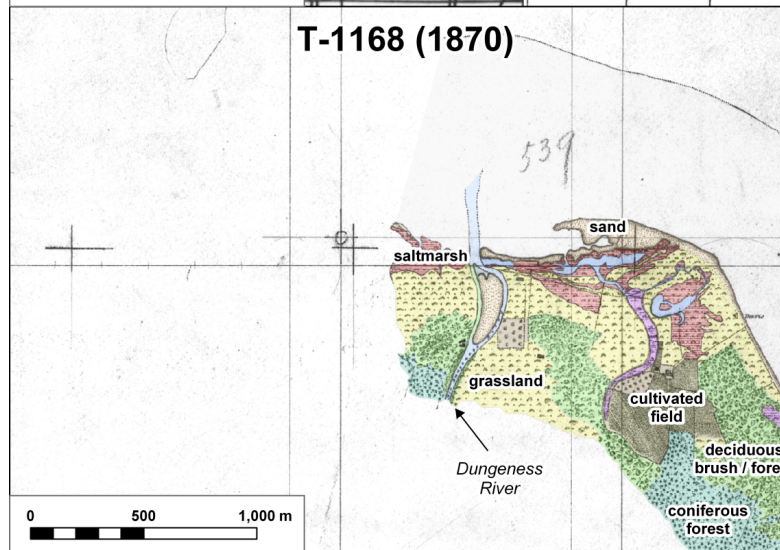 T-1168 (1870)
539
sand
saltmarsh
grassland
cultivated
field
deciduous
brush / fore
Dungeness
River
coniferous
forest
0 500 1,000 m